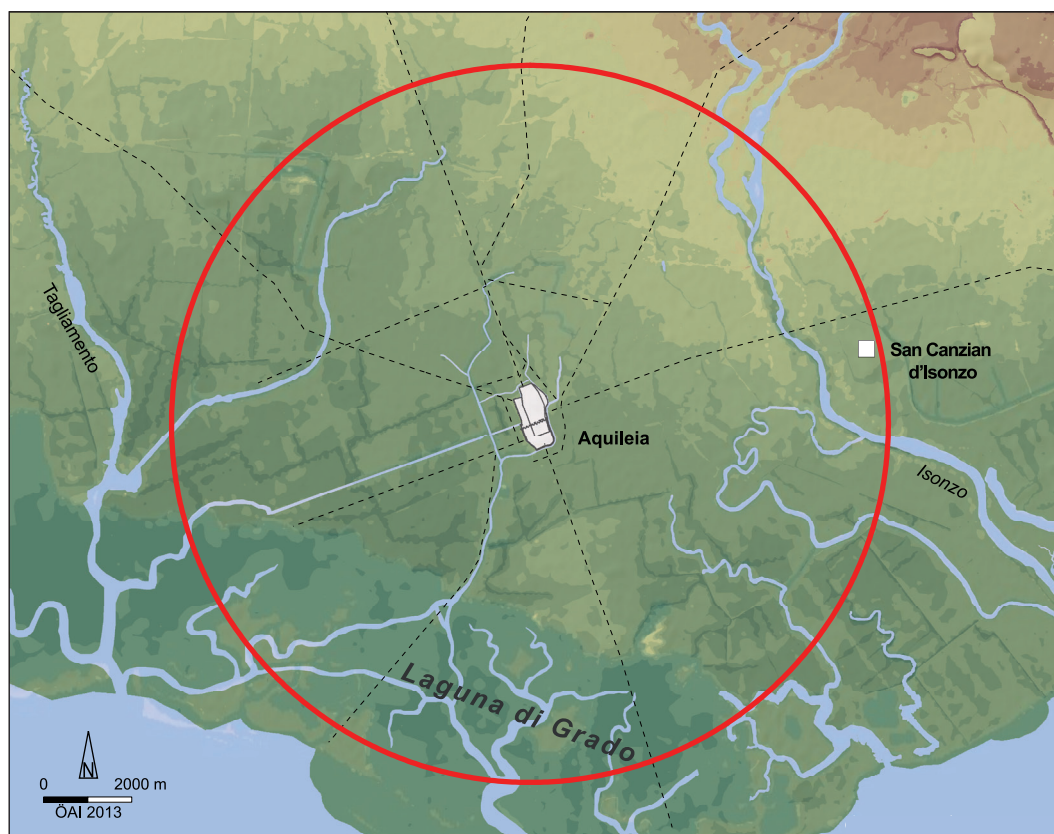 Tagliamento
San Canzian
d'Isonzo
Aquileia
Isonzo
Laguna di Grado
N
0 2000 m
ÖAI 2013